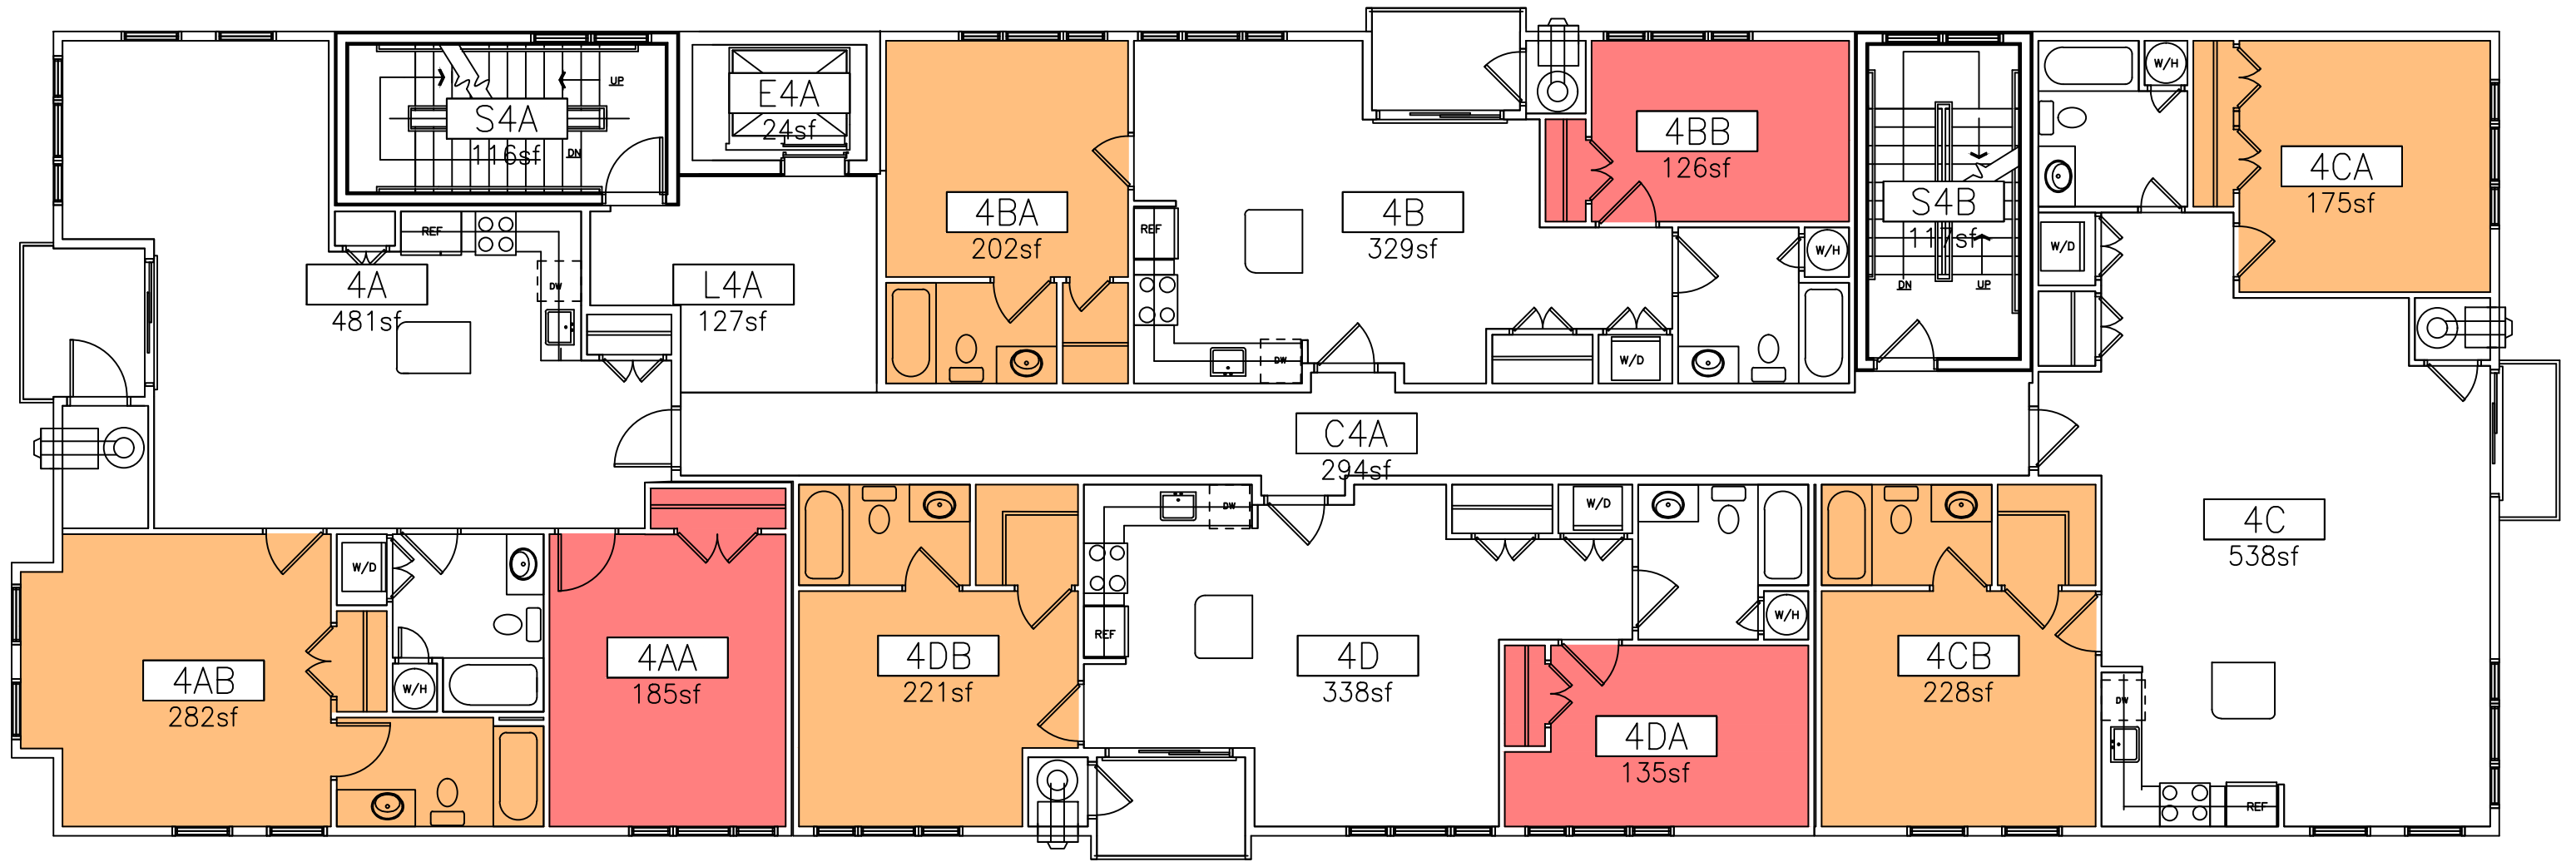 S4A
116sf
UP
DN
E4A
24sf
4BA
202sf
4B
329sf
REF
DW
4BB
126sf
W/D
W/H
S4B
117sf
DN
UP
W/H
W/D
4CA
175sf
4A
481sf
REF
DW
L4A
127sf
C4A
294sf
4AB
282sf
W/D
W/H
4AA
185sf
4DB
221sf
REF
DW
4D
338sf
W/D
W/H
4DA
135sf
4CB
228sf
4C
538sf
DW
REF